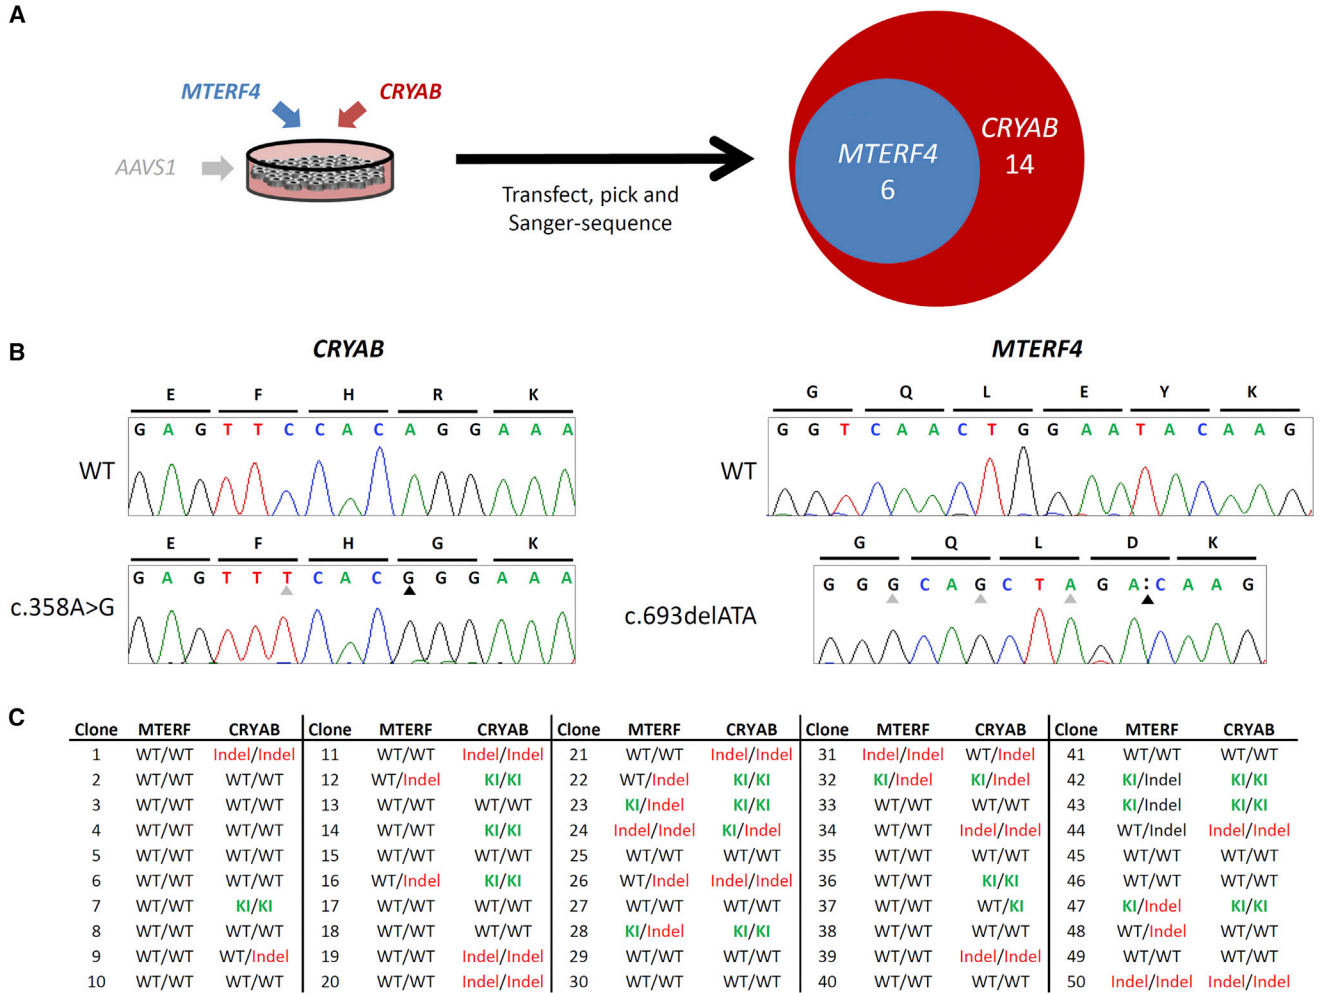 A
MTERF4
CRYAB
AAVS1
Transfect, pick and
Sanger-sequence
MTERF4
6
CRYAB
14
B
CRYAB
E F H R K
G A G T T C C A C A G G A A A
WT
E F H G K
G A G T T T C A C G G G A A A
c.358A>G
MTERF4
G Q L E Y K
G G T C A A C T G G A A T A C A A G
WT
G Q L D K
G G G C A G C T A G A : C A A G
c.693delATA
C
Clone MTERF CRYAB Clone MTERF CRYAB Clone MTERF CRYAB Clone MTERF CRYAB Clone MTERF CRYAB
1 WT/WT Indel/Indel 11 WT/WT Indel/Indel 21 WT/WT Indel/Indel 31 Indel/Indel WT/Indel 41 WT/WT WT/WT
2 WT/WT WT/WT 12 WT/Indel KI/KI 22 WT/Indel KI/KI 32 KI/Indel KI/Indel 42 KI/Indel KI/KI
3 WT/WT WT/WT 13 WT/WT WT/WT 23 KI/Indel KI/KI 33 WT/WT WT/WT 43 KI/Indel KI/KI
4 WT/WT WT/WT 14 WT/WT KI/KI 24 Indel/Indel KI/Indel 34 WT/WT Indel/Indel 44 WT/Indel Indel/Indel
5 WT/WT WT/WT 15 WT/WT WT/WT 25 WT/WT WT/WT 35 WT/WT WT/WT 45 WT/WT WT/WT
6 WT/WT WT/WT 16 WT/Indel KI/KI 26 WT/Indel Indel/Indel 36 WT/WT KI/KI 46 WT/WT WT/WT
7 WT/WT KI/KI 17 WT/WT WT/WT 27 WT/WT WT/WT 37 WT/WT WT/KI 47 KI/Indel KI/KI
8 WT/WT WT/WT 18 WT/WT WT/WT 28 KI/Indel KI/KI 38 WT/WT WT/WT 48 WT/Indel WT/WT
9 WT/WT WT/Indel 19 WT/WT Indel/Indel 29 WT/WT WT/WT 39 WT/WT Indel/Indel 49 WT/WT WT/WT
10 WT/WT WT/WT 20 WT/WT Indel/Indel 30 WT/WT WT/WT 40 WT/WT WT/WT 50 Indel/Indel Indel/Indel